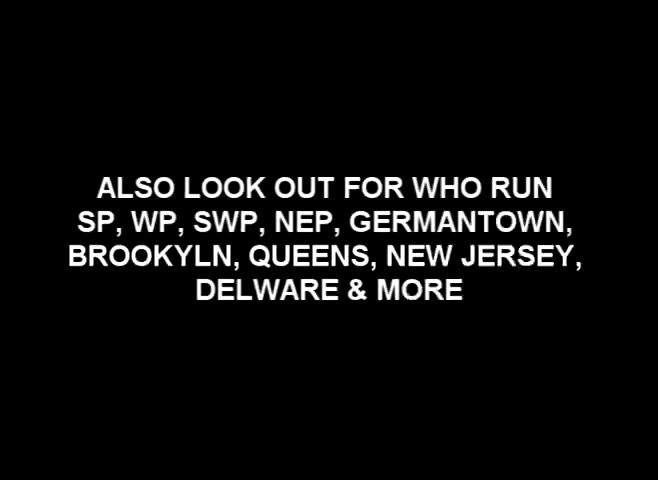 ALSO LOOK OUT FOR WHO RUN
SP, WP, SWP, NEP, GERMANTOWN,
BROOKYLN, QUEENS, NEW JERSEY,
DELWARE & MORE